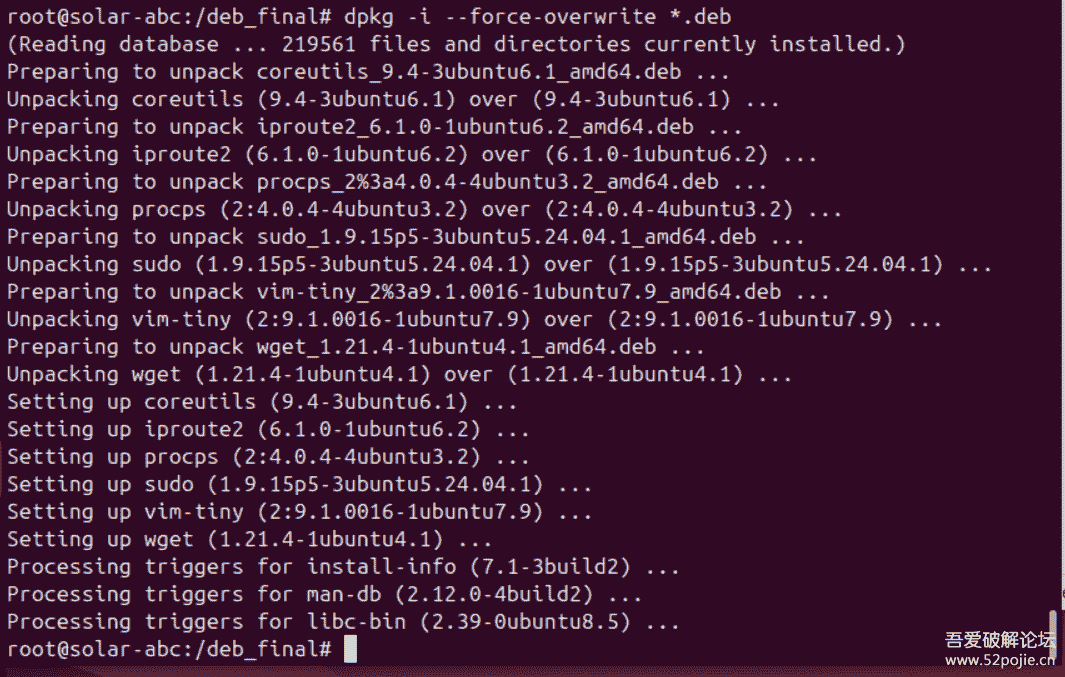 root@solar-abc:/deb_final# dpkg -i --force-overwrite *.deb
(Reading database ... 219561 files and directories currently installed.)
Preparing to unpack coreutils_9.4-3ubuntu6.1_amd64.deb ...
Unpacking coreutils (9.4-3ubuntu6.1) over (9.4-3ubuntu6.1) ...
Preparing to unpack iproute2_6.1.0-1ubuntu6.2_amd64.deb ...
Unpacking iproute2 (6.1.0-1ubuntu6.2) over (6.1.0-1ubuntu6.2) ...
Preparing to unpack procps_2%3a4.0.4-4ubuntu3.2_amd64.deb ...
Unpacking procps (2:4.0.4-4ubuntu3.2) over (2:4.0.4-4ubuntu3.2) ...
Preparing to unpack sudo_1.9.15p5-3ubuntu5.24.04.1_amd64.deb ...
Unpacking sudo (1.9.15p5-3ubuntu5.24.04.1) over (1.9.15p5-3ubuntu5.24.04.1) ...
Preparing to unpack vim-tiny_2%3a9.1.0016-1ubuntu7.9_amd64.deb ...
Unpacking vim-tiny (2:9.1.0016-1ubuntu7.9) over (2:9.1.0016-1ubuntu7.9) ...
Preparing to unpack wget_1.21.4-1ubuntu4.1_amd64.deb ...
Unpacking wget (1.21.4-1ubuntu4.1) over (1.21.4-1ubuntu4.1) ...
Setting up coreutils (9.4-3ubuntu6.1) ...
Setting up iproute2 (6.1.0-1ubuntu6.2) ...
Setting up procps (2:4.0.4-4ubuntu3.2) ...
Setting up sudo (1.9.15p5-3ubuntu5.24.04.1) ...
Setting up vim-tiny (2:9.1.0016-1ubuntu7.9) ...
Setting up wget (1.21.4-1ubuntu4.1) ...
Processing triggers for install-info (7.1-3build2) ...
Processing triggers for man-db (2.12.0-4build2) ...
Processing triggers for libc-bin (2.39-0ubuntu8.5) ...
root@solar-abc:/deb_final#
吾爱破解论坛
www.52pojie.cn